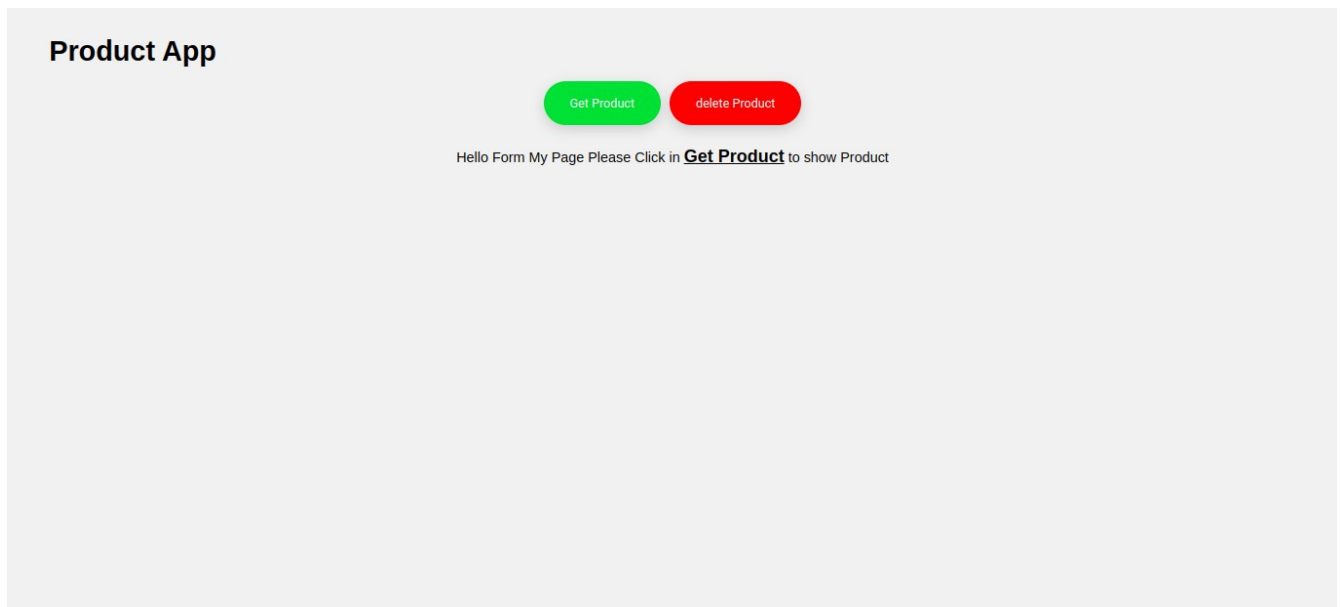 Product App
Get Product delete Product
Hello Form My Page Please Click in Get Product to show Product